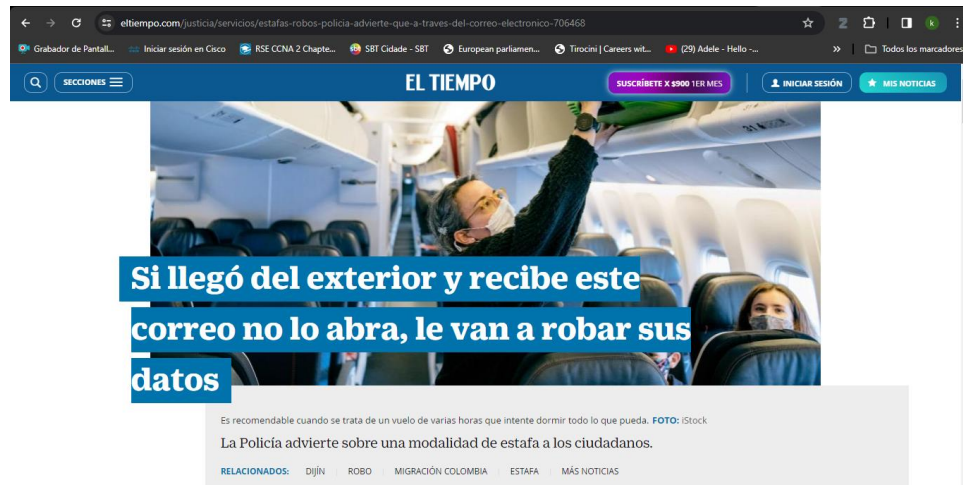 eltiempo.com/justicia/servicios/estafas-robos-policia-advierte-que-a-traves-del-correo-electronico-706468
Grabador de Pantall... Iniciar sesión en Cisco RSE CCNA 2 Chapte... SBT Cidade - SBT European parliamen... Tirocini | Careers wit... (29) Adele - Hello -... » Todos los marcadores
SECCIONES EL TIEMPO SUSCRÍBETE X $900 1ER MES INICIAR SESIÓN MIS NOTICIAS
Si llegó del exterior y recibe este
correo no lo abra, le van a robar sus
datos
Es recomendable cuando se trata de un vuelo de varias horas que intente dormir todo lo que pueda. FOTO: iStock
La Policía advierte sobre una modalidad de estafa a los ciudadanos.
RELACIONADOS: DIJÍN ROBO MIGRACIÓN COLOMBIA ESTAFA MÁS NOTICIAS